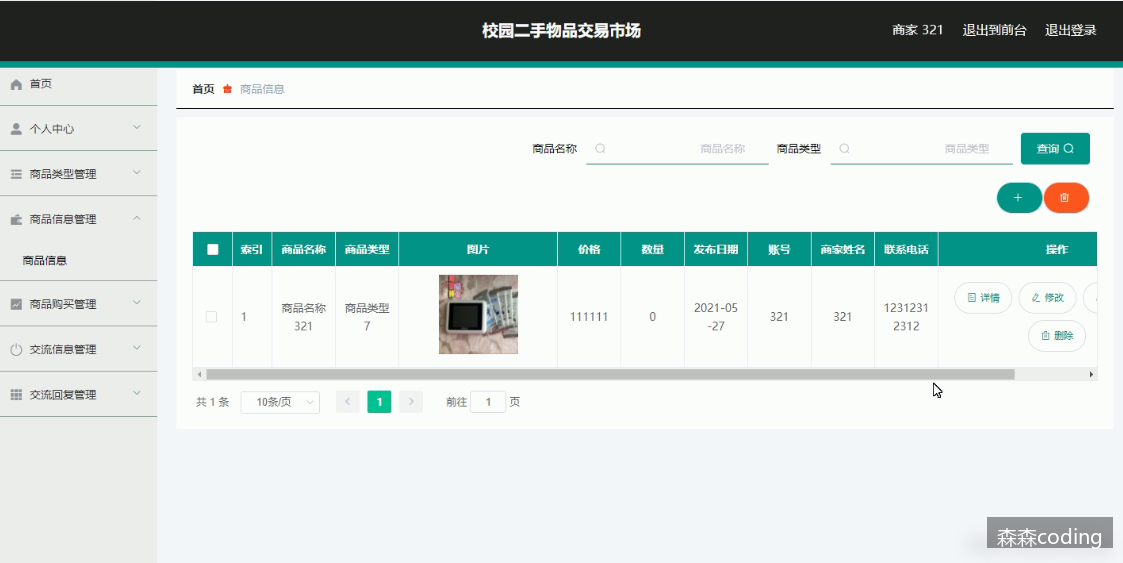 校园二手物品交易市场
商家 321 退出到前台 退出登录
首页
个人中心
商品类型管理
商品信息管理
商品信息
商品购买管理
交流信息管理
交流回复管理
首页 商品信息
商品名称 商品名称 商品类型 商品类型 查询
+
索引 商品名称 商品类型 图片 价格 数量 发布日期 账号 商家姓名 联系电话 操作
1 商品名称321 商品类型7 111111 0 2021-05-27 321 321 12312312312 详情 修改
删除
共 1 条 10条/页 1 前往 1 页
森森coding